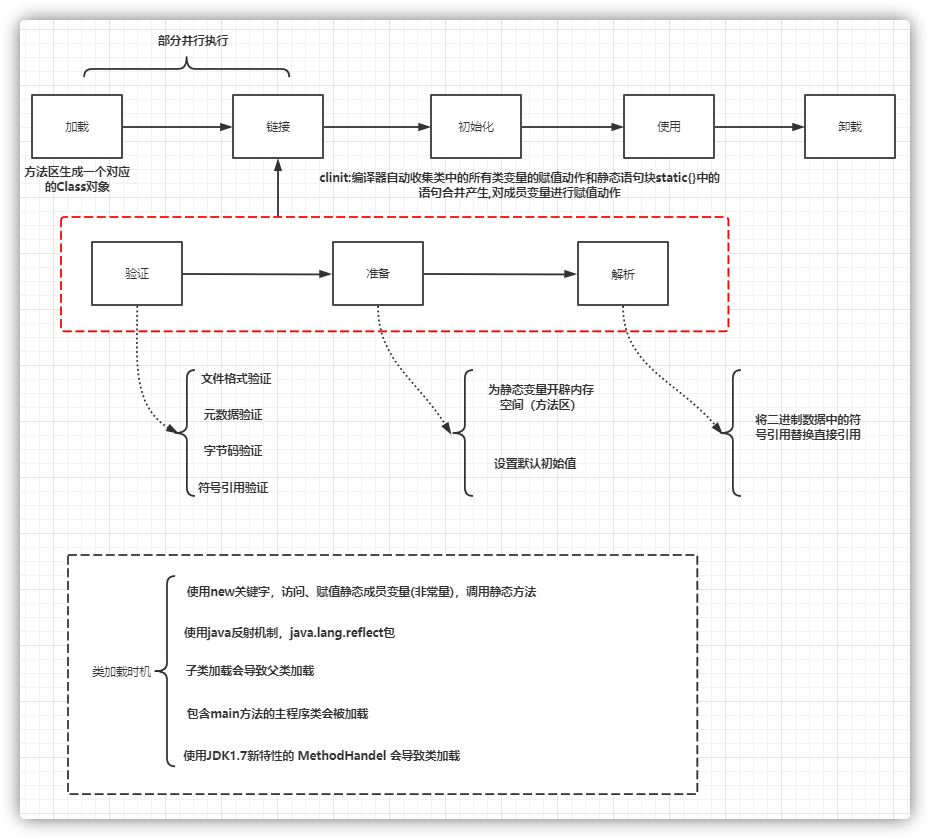 部分并行执行
加载
链接
初始化
使用
卸载
方法区生成一个对应
的Class对象
clinit:编译器自动收集类中的所有类变量的赋值动作和静态语句块static{}中的
语句合并产生,对成员变量进行赋值动作
验证
准备
解析
文件格式验证
元数据验证
字节码验证
符号引用验证
为静态变量开辟内存
空间（方法区）
设置默认初始值
将二进制数据中的符
号引用替换直接引用
类加载时机
使用new关键字，访问、赋值静态成员变量(非常量)，调用静态方法
使用java反射机制，java.lang.reflect包
子类加载会导致父类加载
包含main方法的主程序类会被加载
使用JDK1.7新特性的 MethodHandel 会导致类加载